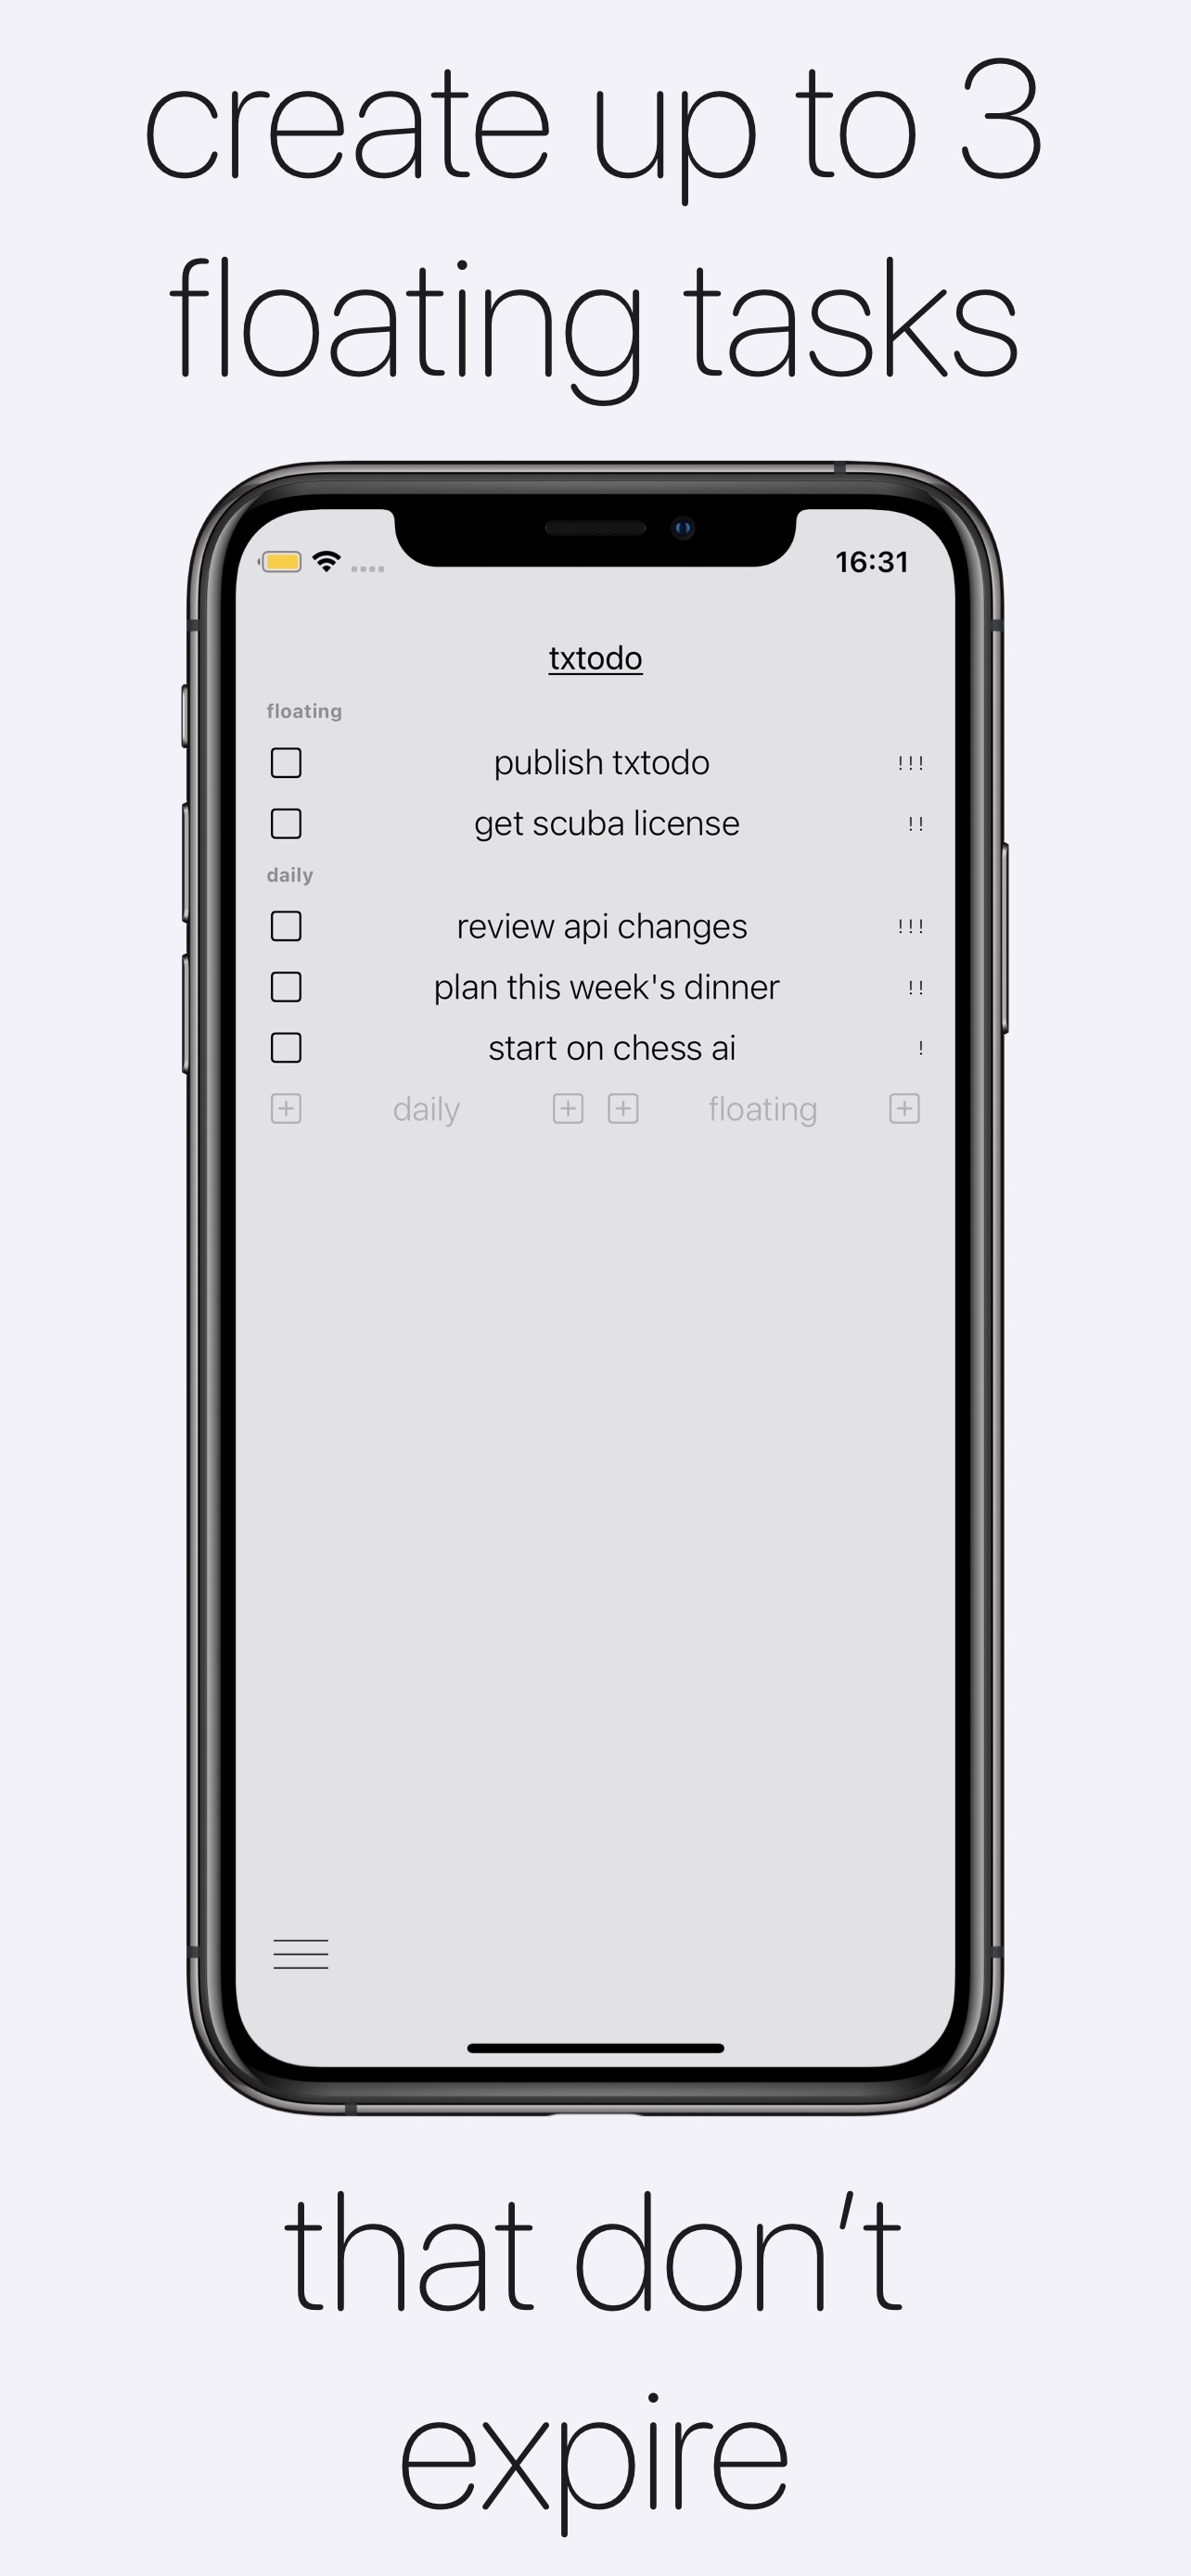 create up to 3
floating tasks
16:31
txtodo
floating
publish txtodo !!!
get scuba license !!
daily
review api changes !!!
plan this week's dinner !!
start on chess ai !
daily floating
that don't
expire